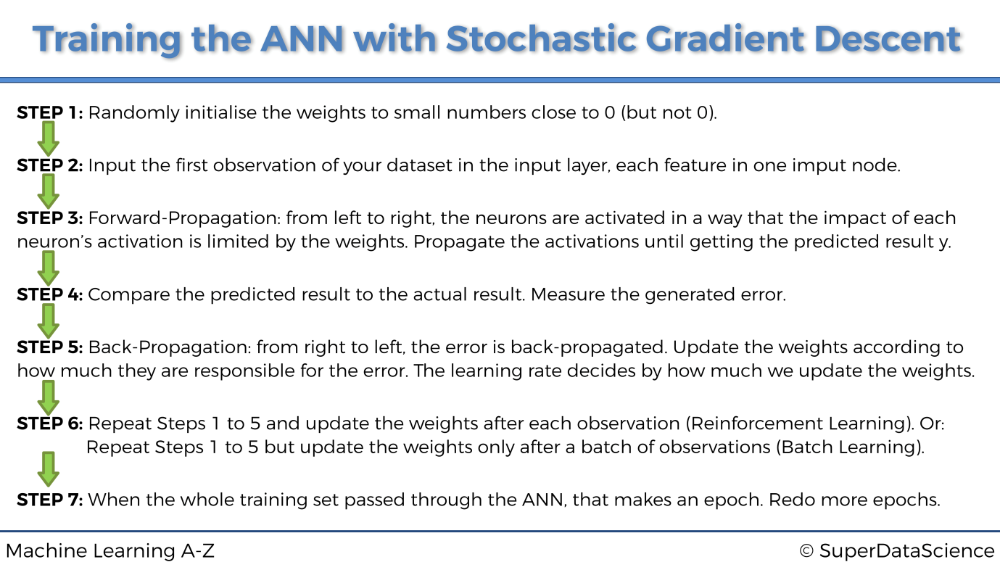 Training the ANN with Stochastic Gradient Descent
STEP 1: Randomly initialise the weights to small numbers close to 0 (but not 0).
STEP 2: Input the first observation of your dataset in the input layer, each feature in one imput node.
STEP 3: Forward-Propagation: from left to right, the neurons are activated in a way that the impact of each
neuron’s activation is limited by the weights. Propagate the activations until getting the predicted result y.
STEP 4: Compare the predicted result to the actual result. Measure the generated error.
STEP 5: Back-Propagation: from right to left, the error is back-propagated. Update the weights according to
how much they are responsible for the error. The learning rate decides by how much we update the weights.
STEP 6: Repeat Steps 1 to 5 and update the weights after each observation (Reinforcement Learning). Or:
Repeat Steps 1 to 5 but update the weights only after a batch of observations (Batch Learning).
STEP 7: When the whole training set passed through the ANN, that makes an epoch. Redo more epochs.
Machine Learning A-Z
© SuperDataScience